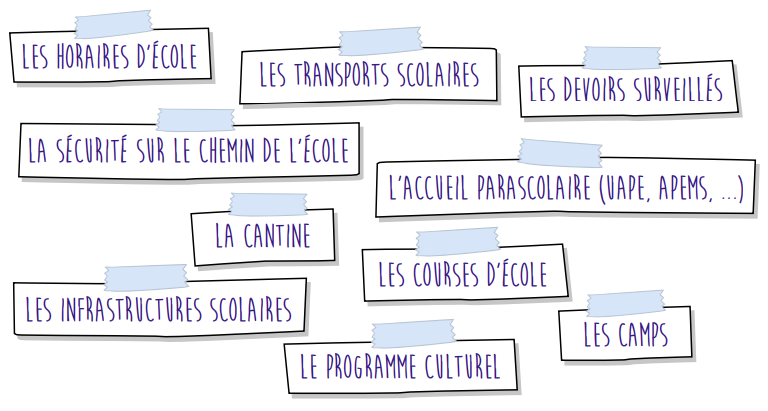 LES HORAIRES D'ÉCOLE
LES TRANSPORTS SCOLAIRES
LES DEVOIRS SURVEILLÉS
LA SÉCURITÉ SUR LE CHEMIN DE L'ÉCOLE
L'ACCUEIL PARASCOLAIRE (UAPE, APEMS, ...)
LA CANTINE
LES COURSES D'ÉCOLE
LES INFRASTRUCTURES SCOLAIRES
LES CAMPS
LE PROGRAMME CULTUREL